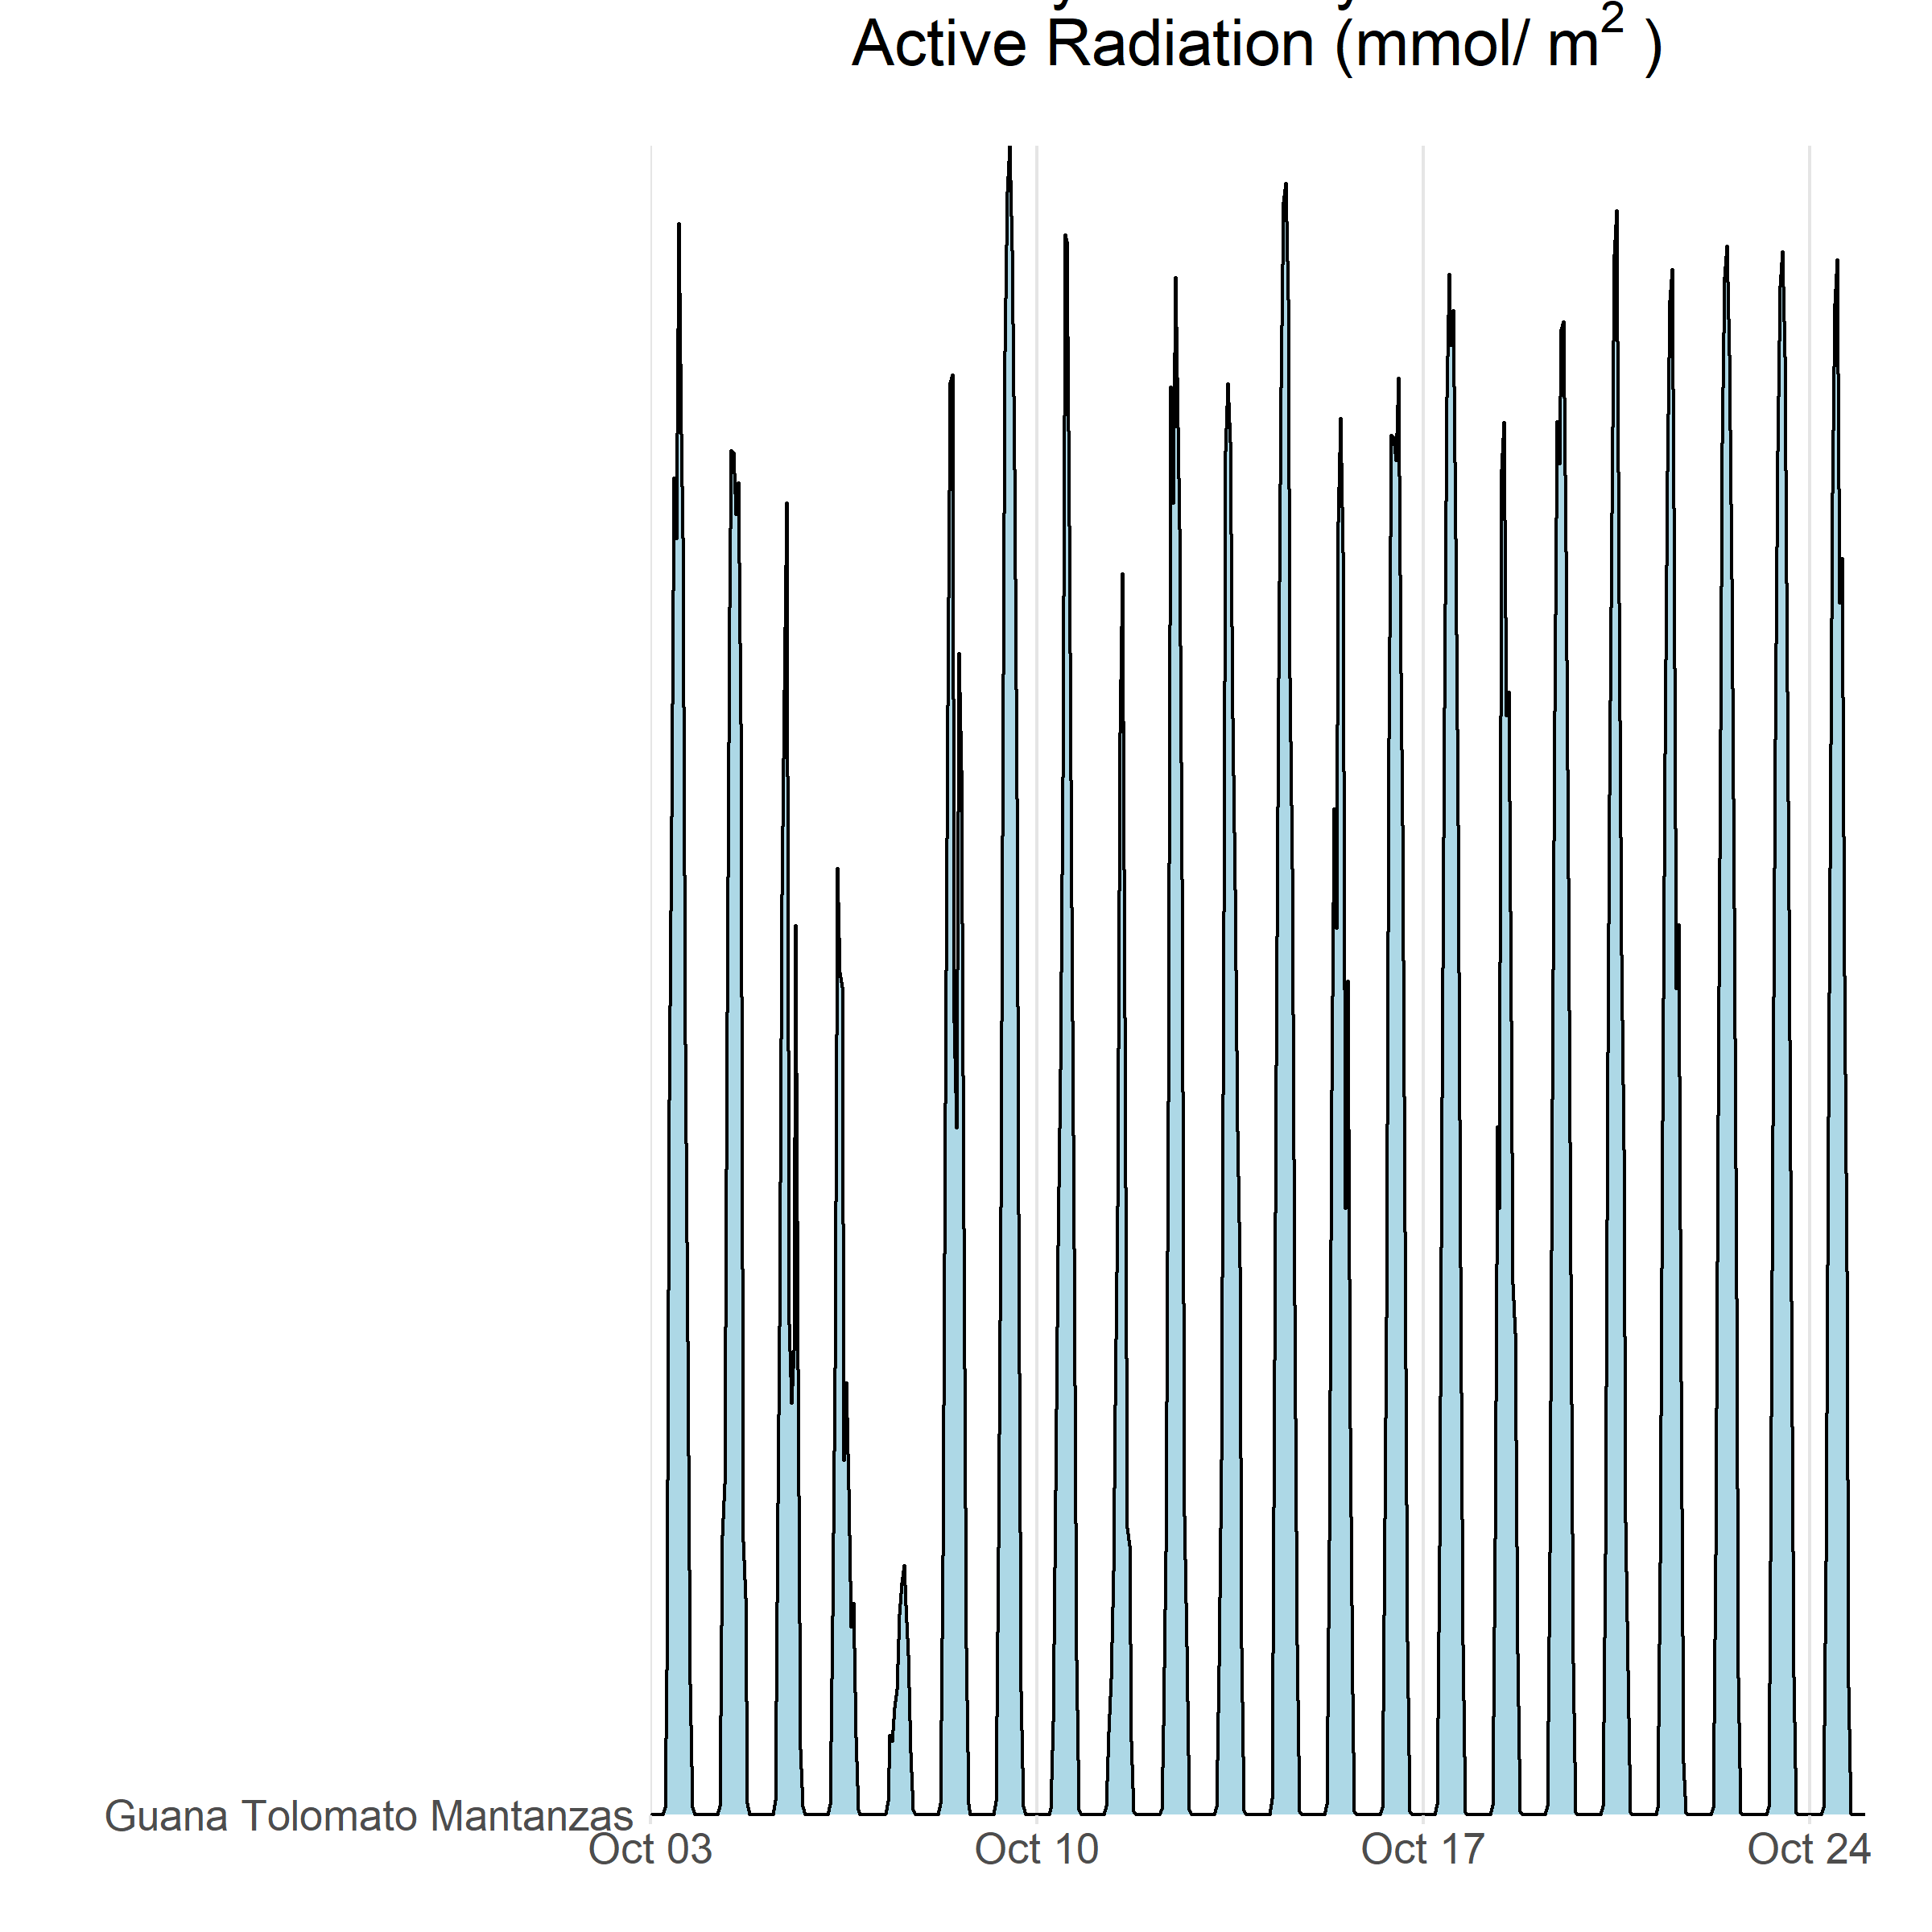 Active Radiation (mmol/ m² )
Guana Tolomato Mantanzas
Oct 03 Oct 10 Oct 17 Oct 24